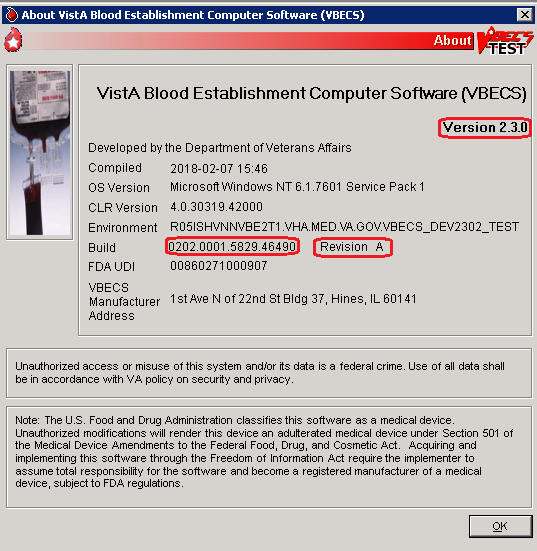 About VistA Blood Establishment Computer Software (VBECS)
About VBECS
TEST
VistA Blood Establishment Computer Software (VBECS)
Version 2.3.0
Developed by the Department of Veterans Affairs
Compiled 2018-02-07 15:46
OS Version Microsoft Windows NT 6.1.7601 Service Pack 1
CLR Version 4.0.30319.42000
Environment R05ISHVNNVBE2T1.VHA.MED.VA.GOV.VBECS_DEV2302_TEST
Build 0202.0001.5829.46490 Revision A
FDA UDI 00860271000907
VBECS
Manufacturer 1st Ave N of 22nd St Bldg 37, Hines, IL 60141
Address
Unauthorized access or misuse of this system and/or its data is a federal crime. Use of all data shall
be in accordance with VA policy on security and privacy.
Note: The U.S. Food and Drug Administration classifies this software as a medical device.
Unauthorized modifications will render this device an adulterated medical device under Section 501 of
the Medical Device Amendments to the Federal Food, Drug, and Cosmetic Act. Acquiring and
implementing this software through the Freedom of Information Act require the implementer to
assume total responsibility for the software and become a registered manufacturer of a medical
device, subject to FDA regulations.
OK